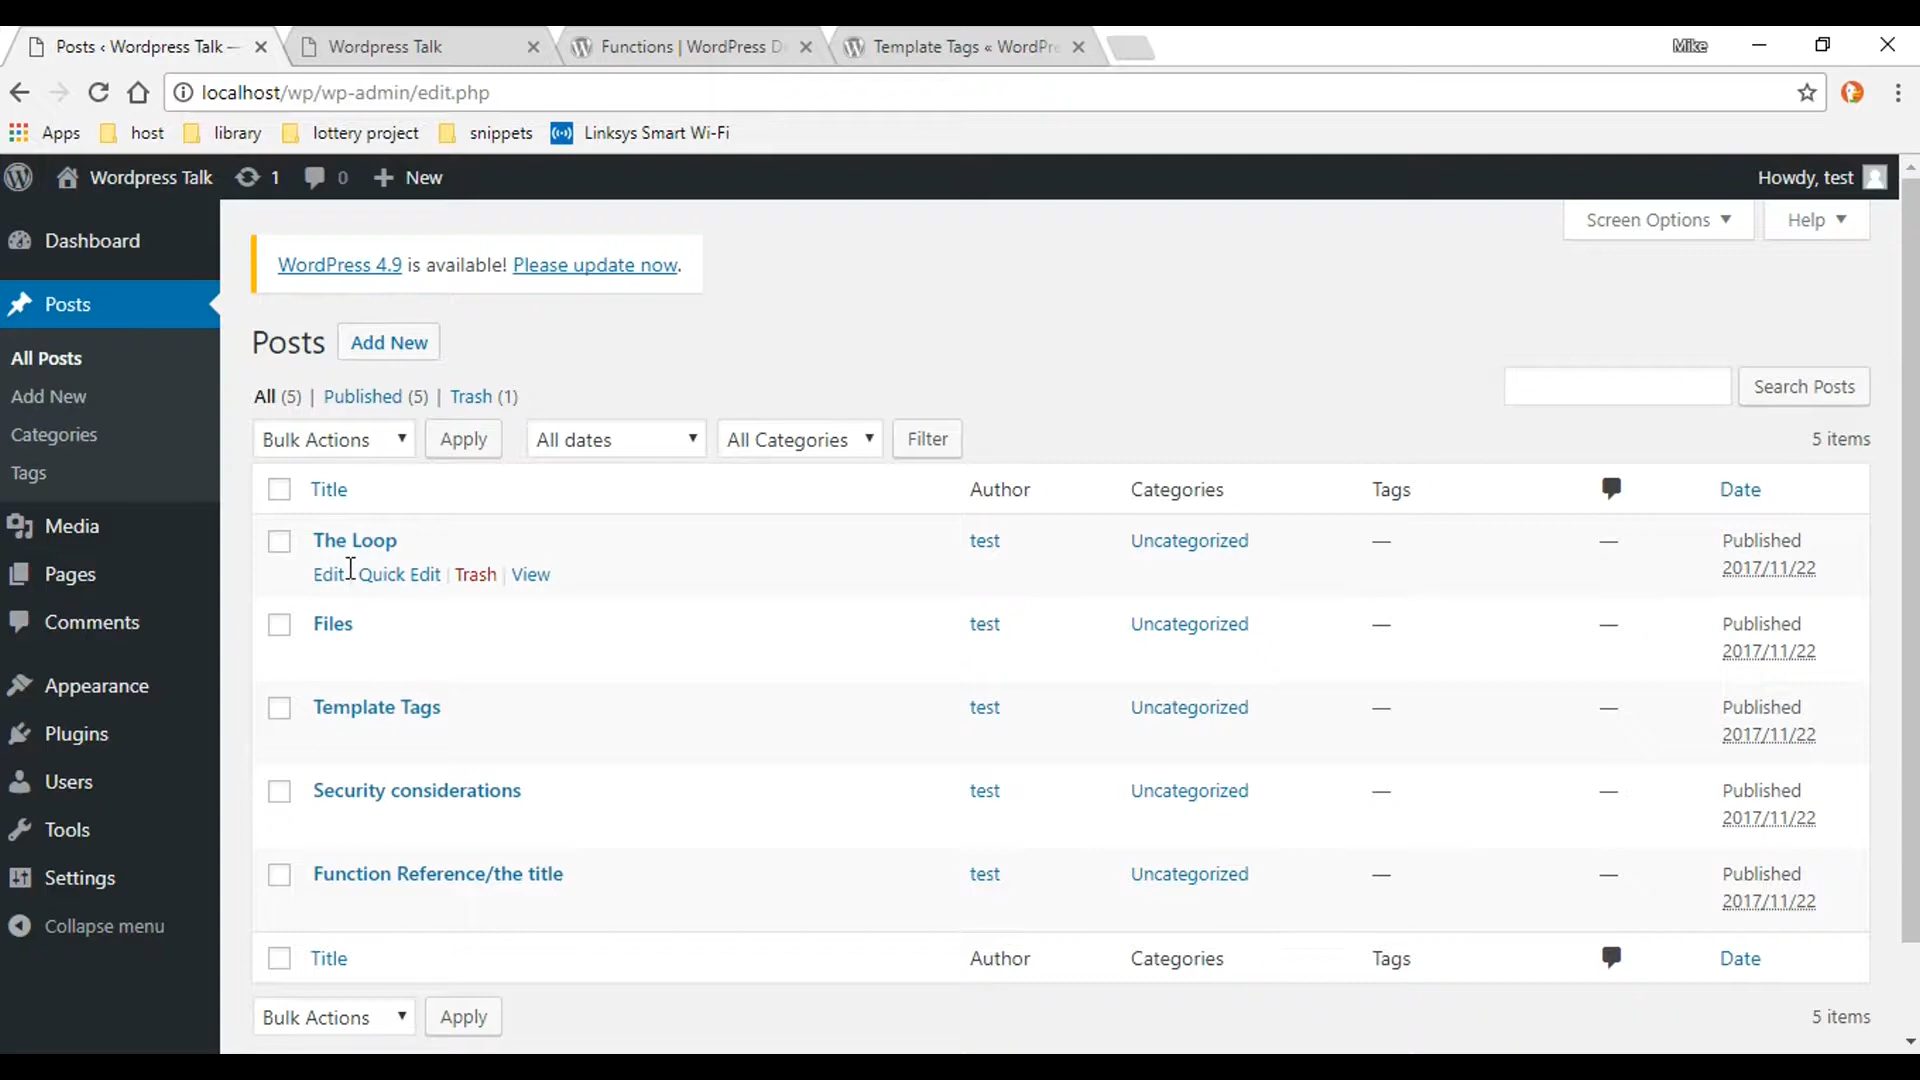 Posts ‹ Wordpress Talk —
Wordpress Talk
Functions | WordPress D
Template Tags « WordPr
Mike
localhost/wp/wp-admin/edit.php
Apps host library lottery project snippets Linksys Smart Wi-Fi
Wordpress Talk 1 0 New
Howdy, test
Screen Options Help
Dashboard
Posts
All Posts
Add New
Categories
Tags
Media
Pages
Comments
Appearance
Plugins
Users
Tools
Settings
Collapse menu
WordPress 4.9 is available! Please update now.
Posts Add New
All (5) | Published (5) | Trash (1)
Search Posts
Bulk Actions Apply All dates All Categories Filter 5 items
Title Author Categories Tags Date
The Loop test Uncategorized — — Published
2017/11/22
Edit Quick Edit | Trash | View
Files test Uncategorized — — Published
2017/11/22
Template Tags test Uncategorized — — Published
2017/11/22
Security considerations test Uncategorized — — Published
2017/11/22
Function Reference/the title test Uncategorized — — Published
2017/11/22
Title Author Categories Tags Date
Bulk Actions Apply 5 items